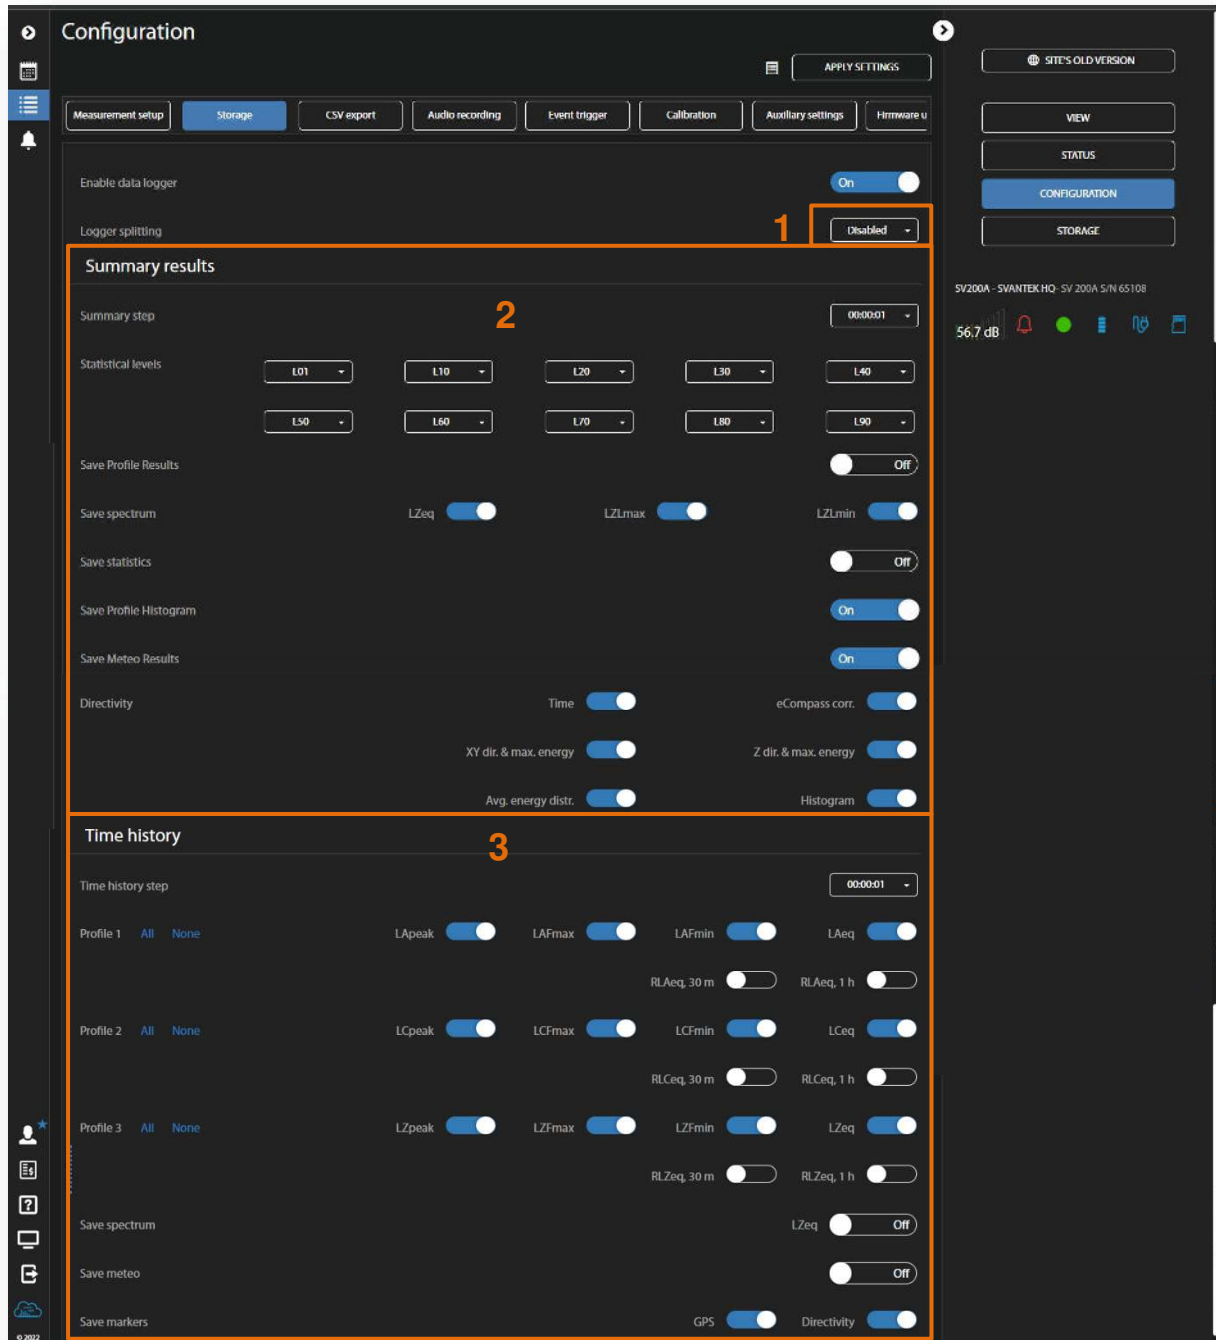 Configuration
APPLY SETTINGS
SITE'S OLD VERSION
Measurement setup Storage CSV export Audio recording Event trigger Calibration Auxiliary settings Firmware u
VIEW
STATUS
CONFIGURATION
STORAGE
Enable data logger On
Logger splitting 1 Disabled
SV200A - SVANTEK HQ- SV 200A S/N 65108
56.7 dB
Summary results
2
Summary step 00:00:01
Statistical levels L01 L10 L20 L30 L40
L50 L60 L70 L80 L90
Save Profile Results Off
Save spectrum LZeq LZLmax LZLmin
Save statistics Off
Save Profile Histogram On
Save Meteo Results On
Directivity Time eCompass corr.
XY dir. & max. energy Z dir. & max. energy
Avg. energy distr. Histogram
Time history
3
Time history step 00:00:01
Profile 1 All None LApeak LAFmax LAFmin LAeq
RLAeq, 30 m RLAeq, 1 h
Profile 2 All None LCpeak LCFmax LCFmin LCeq
RLCeq, 30 m RLCeq, 1 h
Profile 3 All None LZpeak LZFmax LZFmin LZeq
RLZeq, 30 m RLZeq, 1 h
Save spectrum LZeq Off
Save meteo Off
Save markers GPS Directivity
© 2022